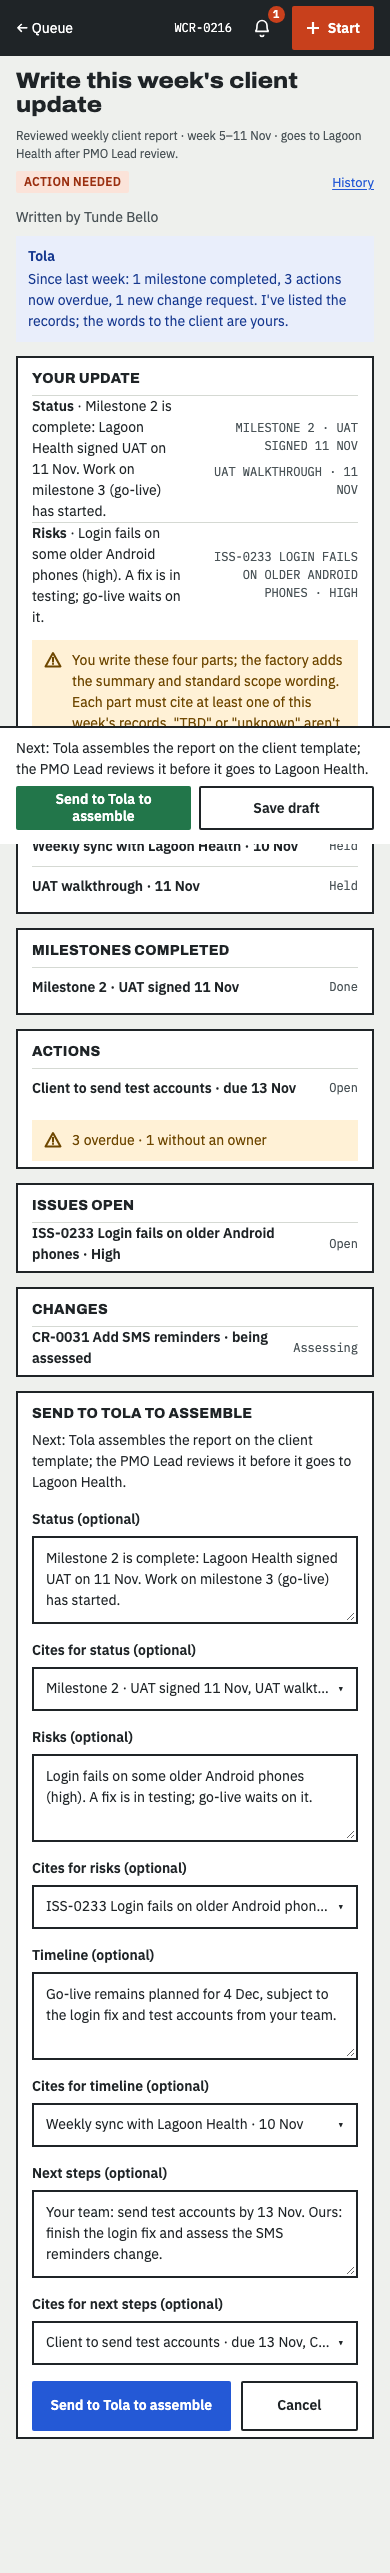 ← Queue
WCR-0216
1
+ Start
Write this week's client
update
Reviewed weekly client report · week 5–11 Nov · goes to Lagoon
Health after PMO Lead review.
ACTION NEEDED
History
Written by Tunde Bello
Tola
Since last week: 1 milestone completed, 3 actions
now overdue, 1 new change request. I've listed the
records; the words to the client are yours.
YOUR UPDATE
Status · Milestone 2 is
complete: Lagoon
Health signed UAT on
11 Nov. Work on
milestone 3 (go-live)
has started.
MILESTONE 2 · UAT
SIGNED 11 NOV
UAT WALKTHROUGH · 11
NOV
Risks · Login fails on
some older Android
phones (high). A fix is in
testing; go-live waits on
it.
ISS-0233 LOGIN FAILS
ON OLDER ANDROID
PHONES · HIGH
You write these four parts; the factory adds
the summary and standard scope wording.
Each part must cite at least one of this
week's records. "TBD" or "unknown" aren't
Next: Tola assembles the report on the client template;
the PMO Lead reviews it before it goes to Lagoon Health.
Send to Tola to
assemble
Save draft
Weekly sync with Lagoon Health · 10 Nov
Held
UAT walkthrough · 11 Nov
Held
MILESTONES COMPLETED
Milestone 2 · UAT signed 11 Nov
Done
ACTIONS
Client to send test accounts · due 13 Nov
Open
3 overdue · 1 without an owner
ISSUES OPEN
ISS-0233 Login fails on older Android
phones · High
Open
CHANGES
CR-0031 Add SMS reminders · being
assessed
Assessing
SEND TO TOLA TO ASSEMBLE
Next: Tola assembles the report on the client
template; the PMO Lead reviews it before it goes to
Lagoon Health.
Status (optional)
Milestone 2 is complete: Lagoon Health signed
UAT on 11 Nov. Work on milestone 3 (go-live)
has started.
Cites for status (optional)
Milestone 2 · UAT signed 11 Nov, UAT walkt...
Risks (optional)
Login fails on some older Android phones
(high). A fix is in testing; go-live waits on it.
Cites for risks (optional)
ISS-0233 Login fails on older Android phon...
Timeline (optional)
Go-live remains planned for 4 Dec, subject to
the login fix and test accounts from your team.
Cites for timeline (optional)
Weekly sync with Lagoon Health · 10 Nov
Next steps (optional)
Your team: send test accounts by 13 Nov. Ours:
finish the login fix and assess the SMS
reminders change.
Cites for next steps (optional)
Client to send test accounts · due 13 Nov, C...
Send to Tola to assemble
Cancel